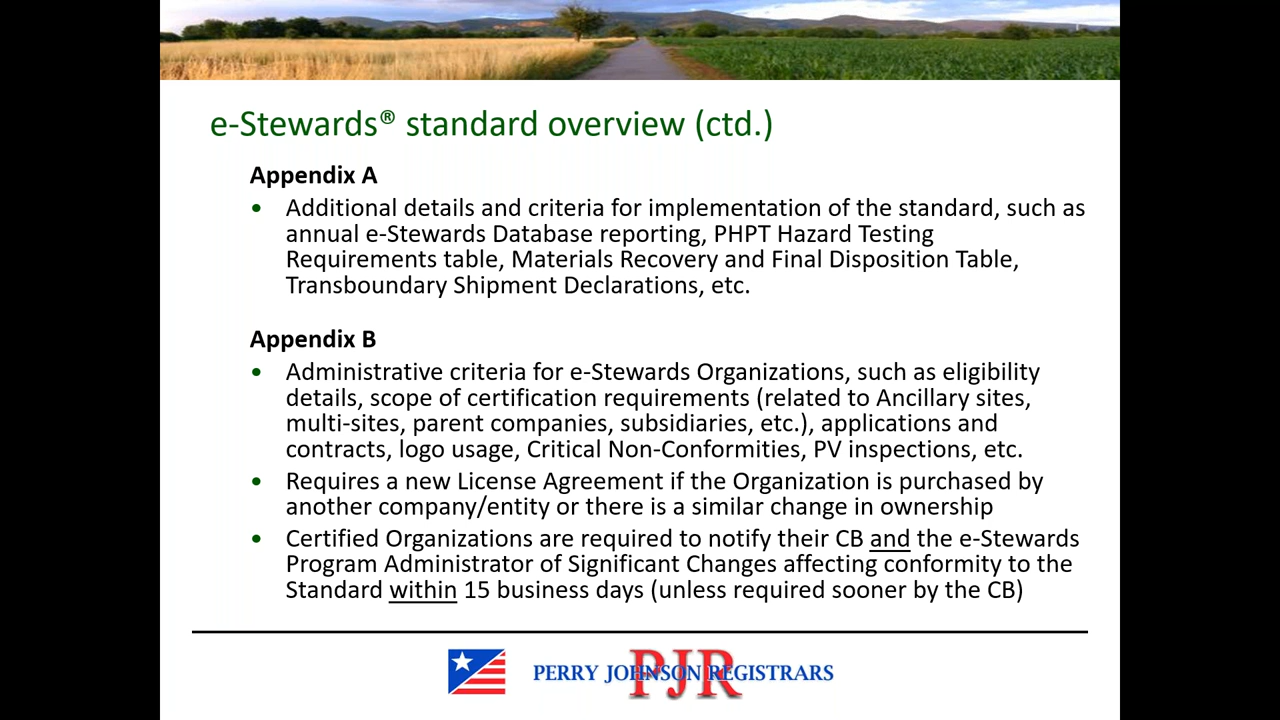 e-Stewards® standard overview (ctd.)
Appendix A
• Additional details and criteria for implementation of the standard, such as
annual e-Stewards Database reporting, PHPT Hazard Testing
Requirements table, Materials Recovery and Final Disposition Table,
Transboundary Shipment Declarations, etc.
Appendix B
• Administrative criteria for e-Stewards Organizations, such as eligibility
details, scope of certification requirements (related to Ancillary sites,
multi-sites, parent companies, subsidiaries, etc.), applications and
contracts, logo usage, Critical Non-Conformities, PV inspections, etc.
• Requires a new License Agreement if the Organization is purchased by
another company/entity or there is a similar change in ownership
• Certified Organizations are required to notify their CB and the e-Stewards
Program Administrator of Significant Changes affecting conformity to the
Standard within 15 business days (unless required sooner by the CB)
PJR
PERRY JOHNSON REGISTRARS